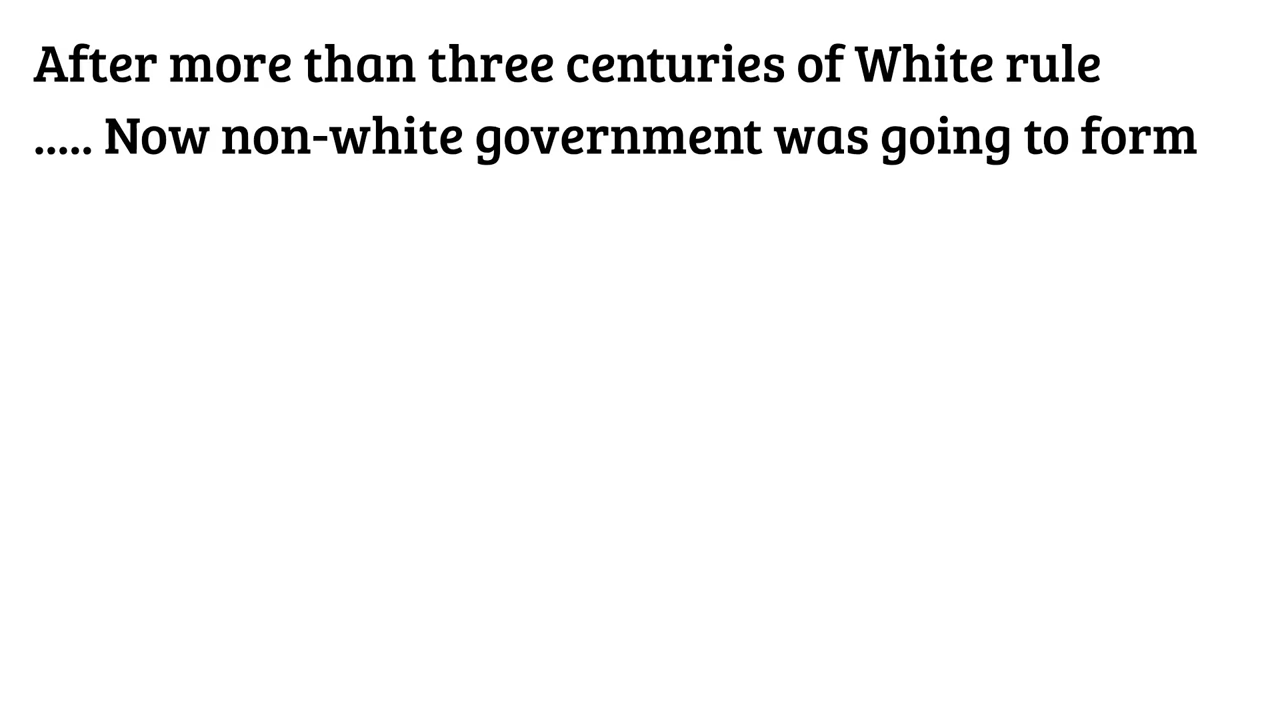 After more than three centuries of White rule
..... Now non-white government was going to form